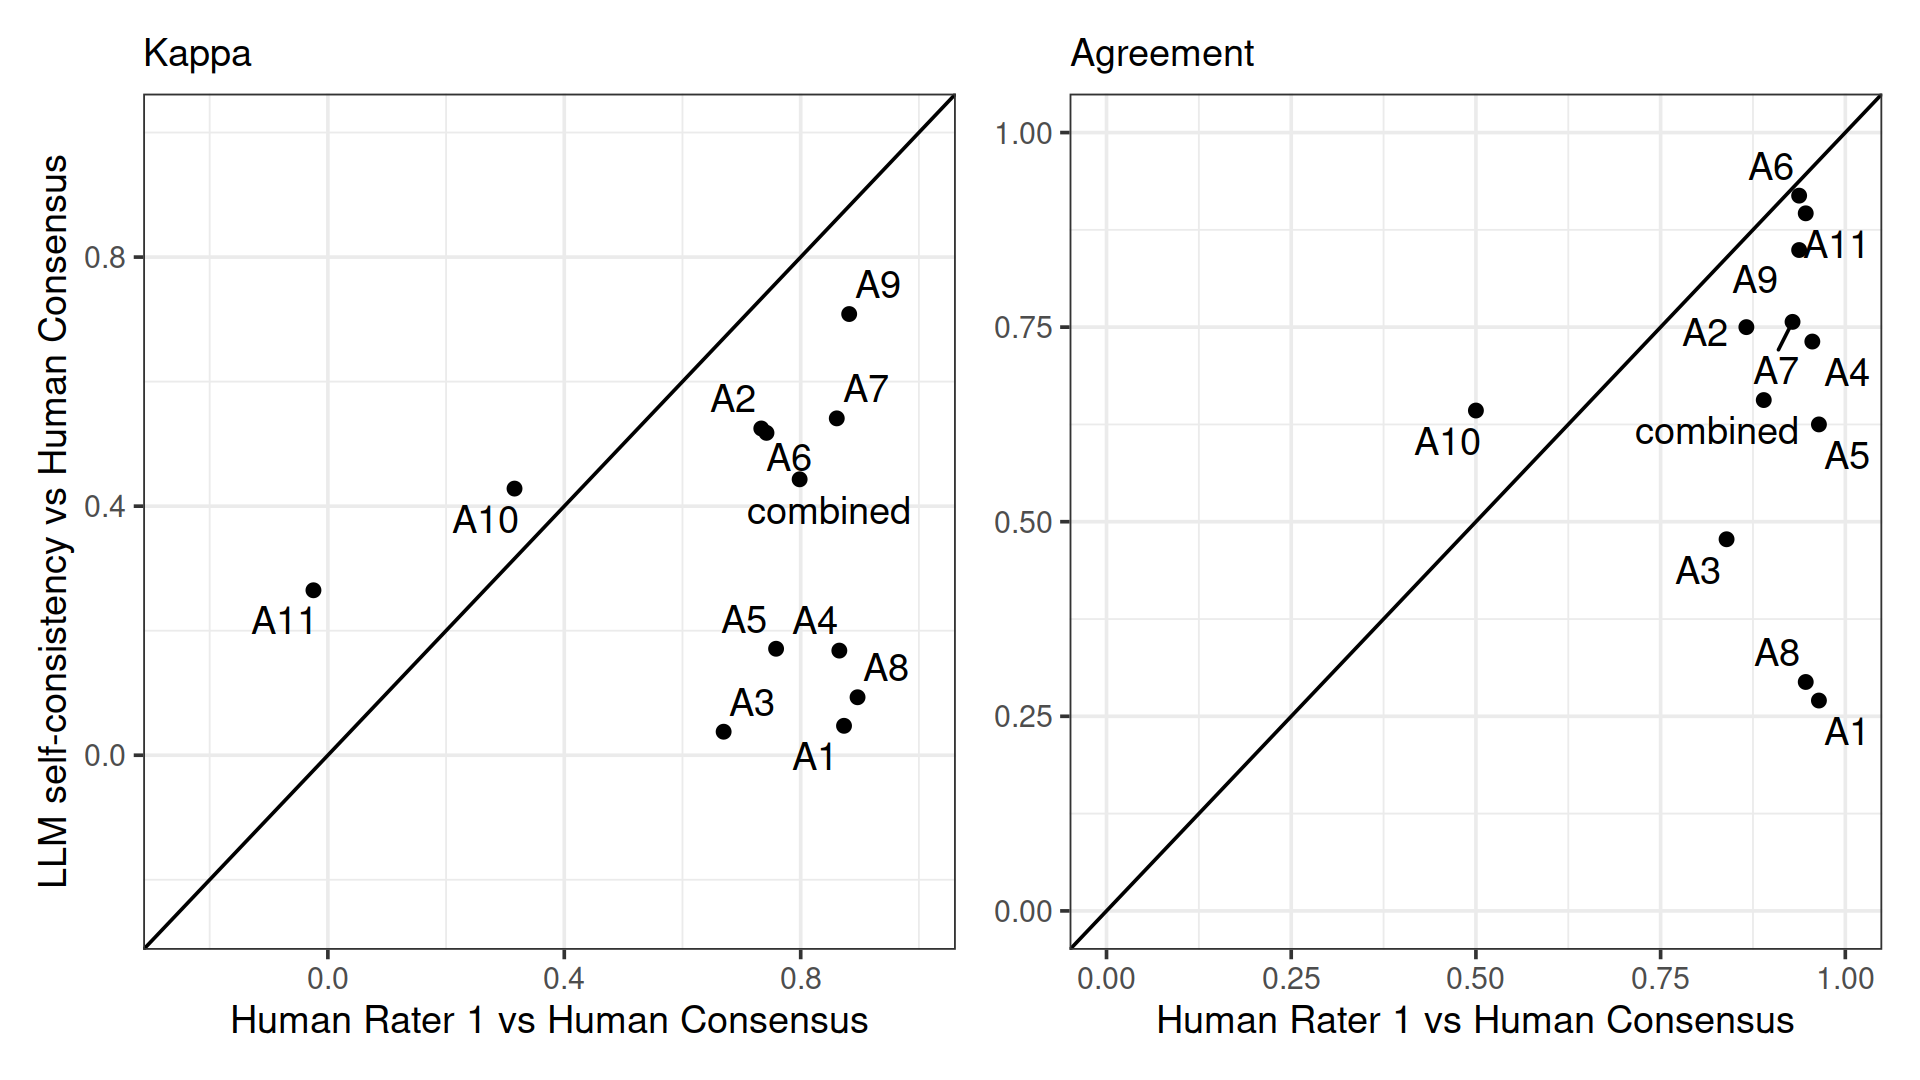 Kappa
LLM self-consistency vs Human Consensus
0.8
0.4
0.0
A9
A7
A2
A6
combined
A10
A11
A5
A4
A8
A3
A1
0.0
0.4
0.8
Human Rater 1 vs Human Consensus
Agreement
1.00
0.75
0.50
0.25
0.00
A6
A11
A9
A2
A7
A4
combined
A10
A5
A3
A8
A1
0.00
0.25
0.50
0.75
1.00
Human Rater 1 vs Human Consensus